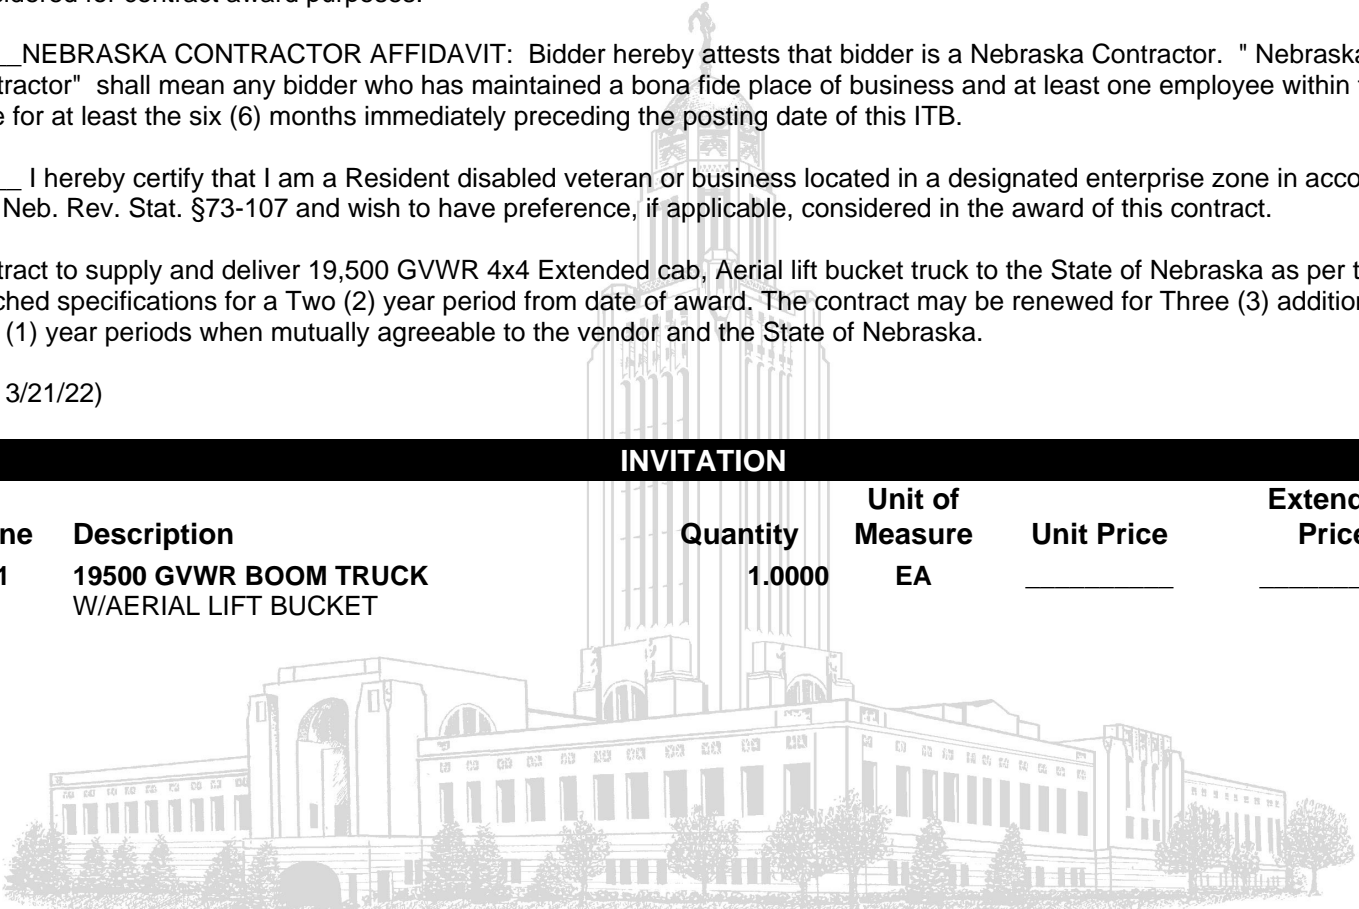 sidered for contract award purposes.
__NEBRASKA CONTRACTOR AFFIDAVIT: Bidder hereby attests that bidder is a Nebraska Contractor. " Nebraska
tractor" shall mean any bidder who has maintained a bona fide place of business and at least one employee within
e for at least the six (6) months immediately preceding the posting date of this ITB.
__ I hereby certify that I am a Resident disabled veteran or business located in a designated enterprise zone in acco
Neb. Rev. Stat. §73-107 and wish to have preference, if applicable, considered in the award of this contract.
tract to supply and deliver 19,500 GVWR 4x4 Extended cab, Aerial lift bucket truck to the State of Nebraska as per t
ched specifications for a Two (2) year period from date of award. The contract may be renewed for Three (3) addition
(1) year periods when mutually agreeable to the vendor and the State of Nebraska.
3/21/22)
INVITATION
ne Description Quantity Unit of Measure Unit Price Extend Price
1 19500 GVWR BOOM TRUCK 1.0000 EA __________ _______
W/AERIAL LIFT BUCKET